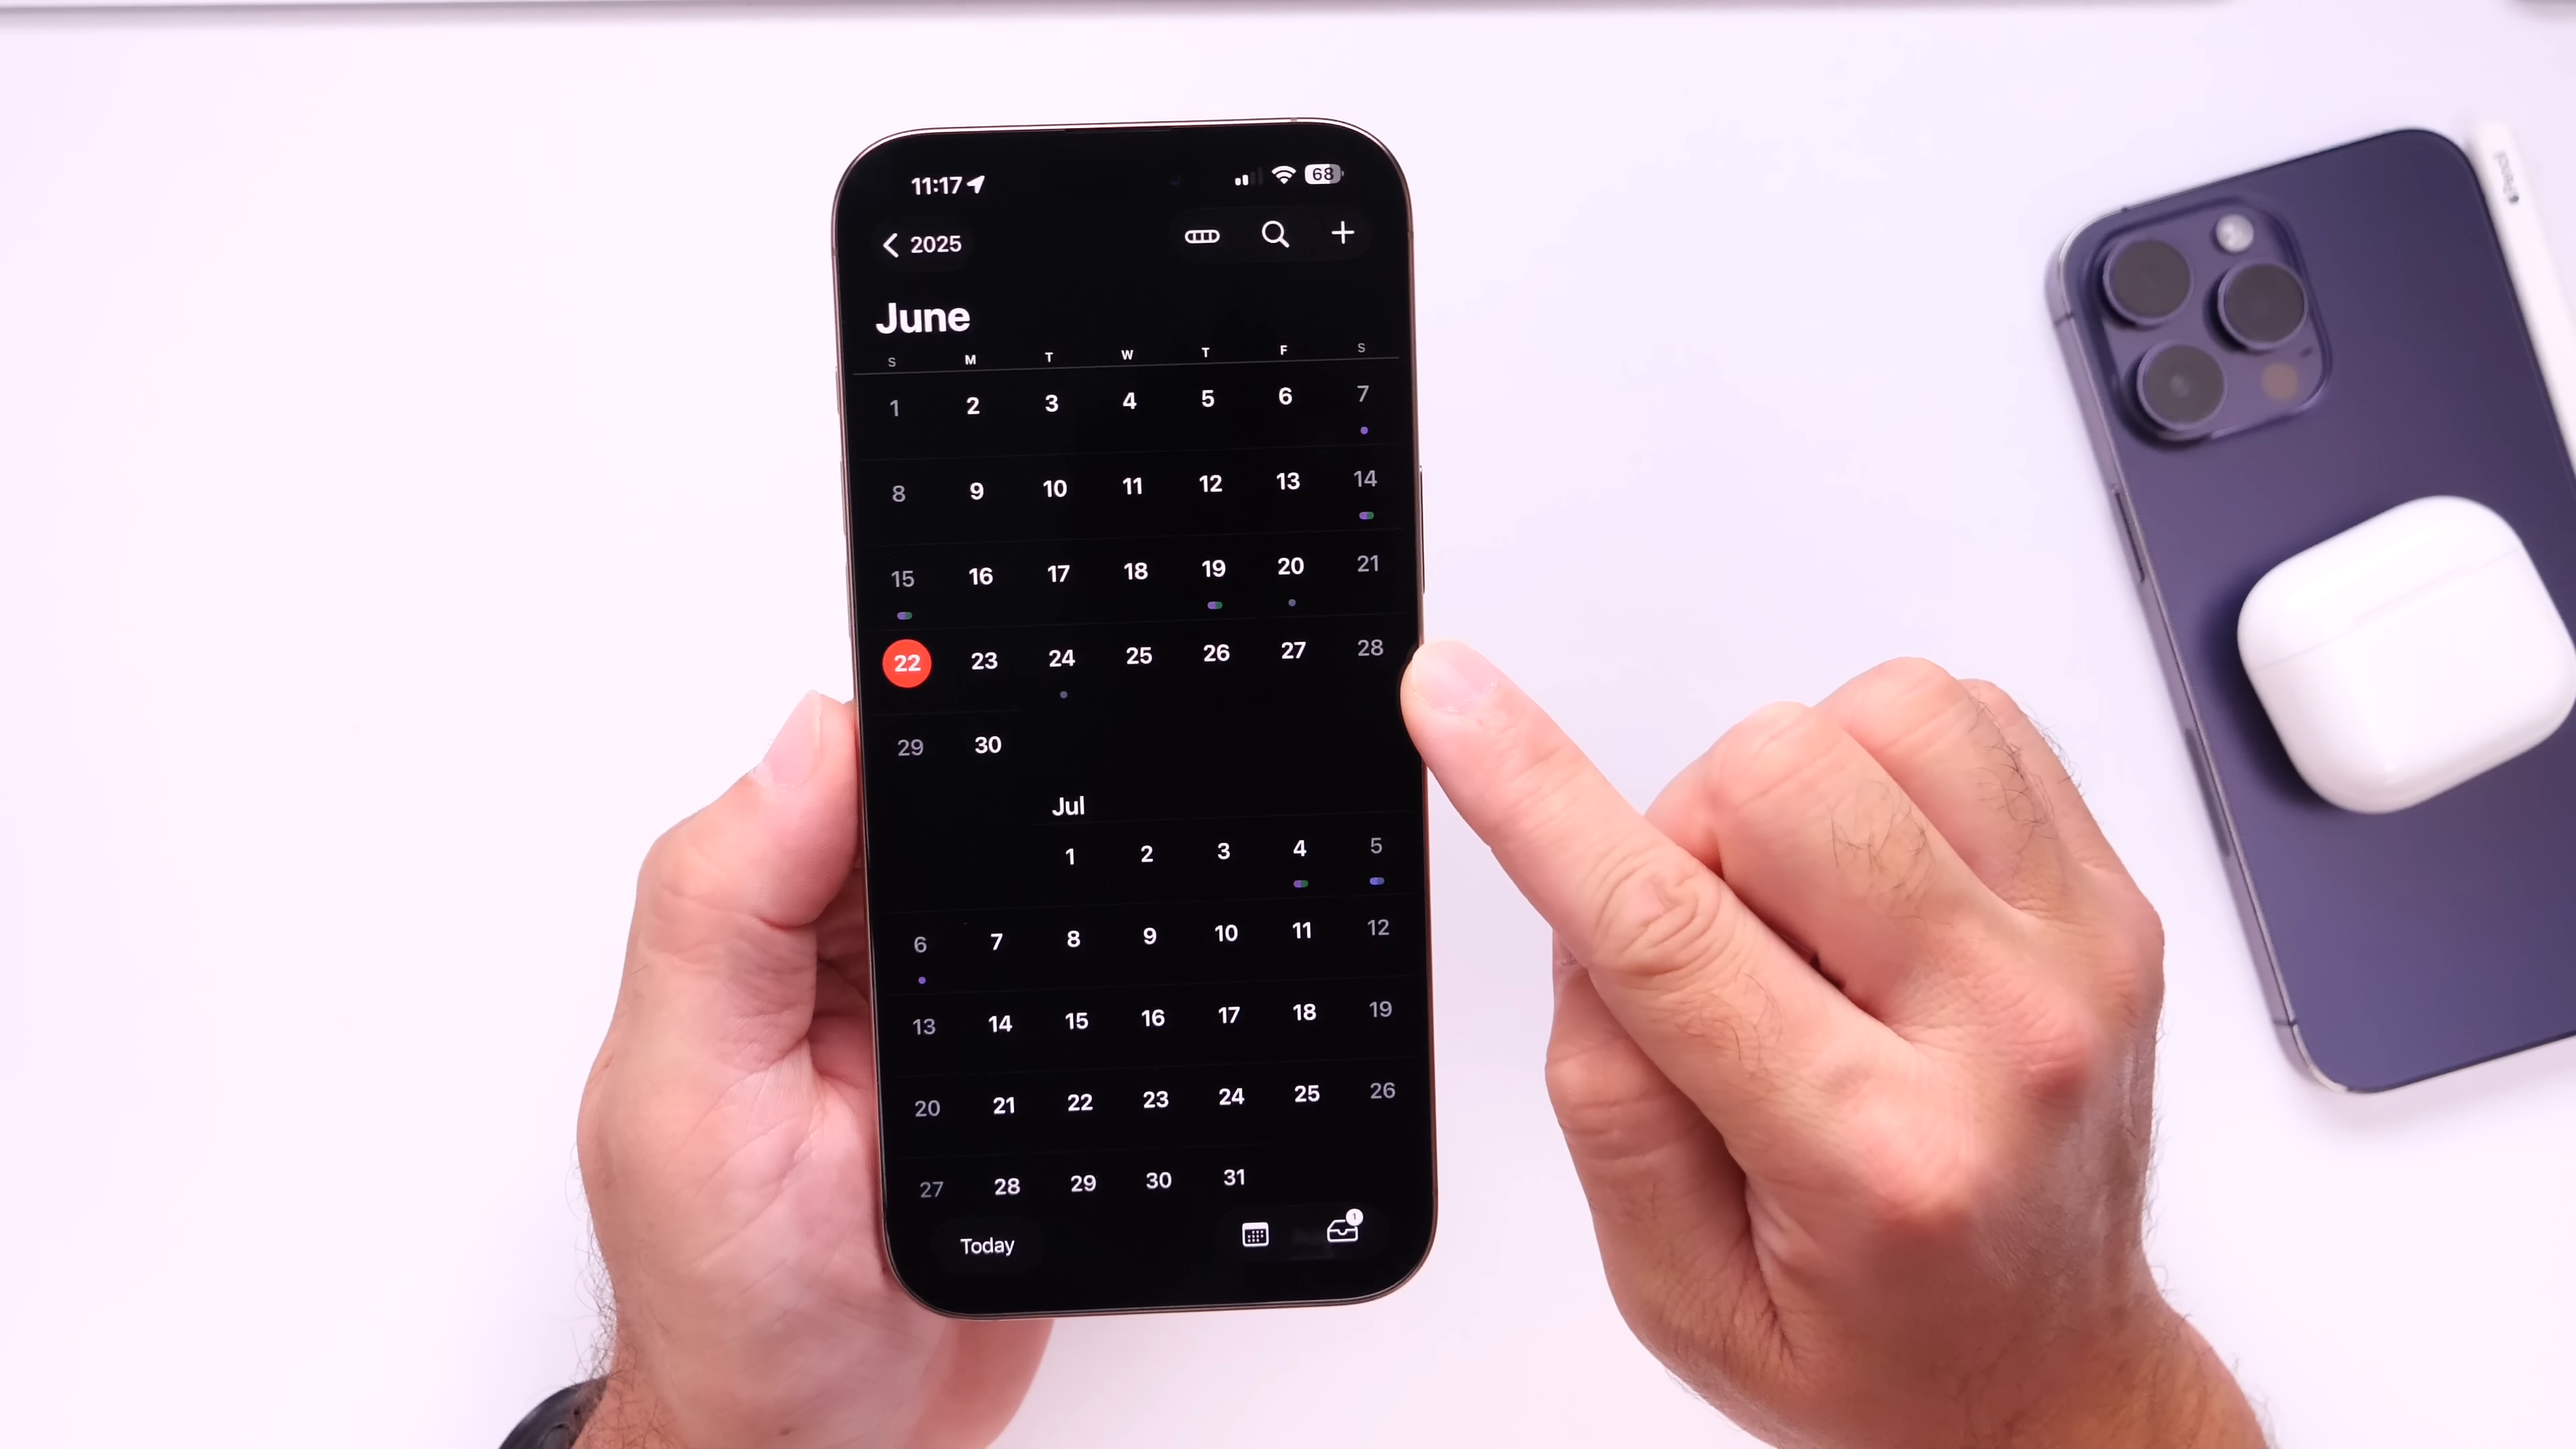 11:17 68
2025
June
S M T W T F S
1 2 3 4 5 6 7
8 9 10 11 12 13 14
15 16 17 18 19 20 21
22 23 24 25 26 27 28
29 30
Jul
1 2 3 4 5
6 7 8 9 10 11 12
13 14 15 16 17 18 19
20 21 22 23 24 25 26
27 28 29 30 31
1
Today
Pencil